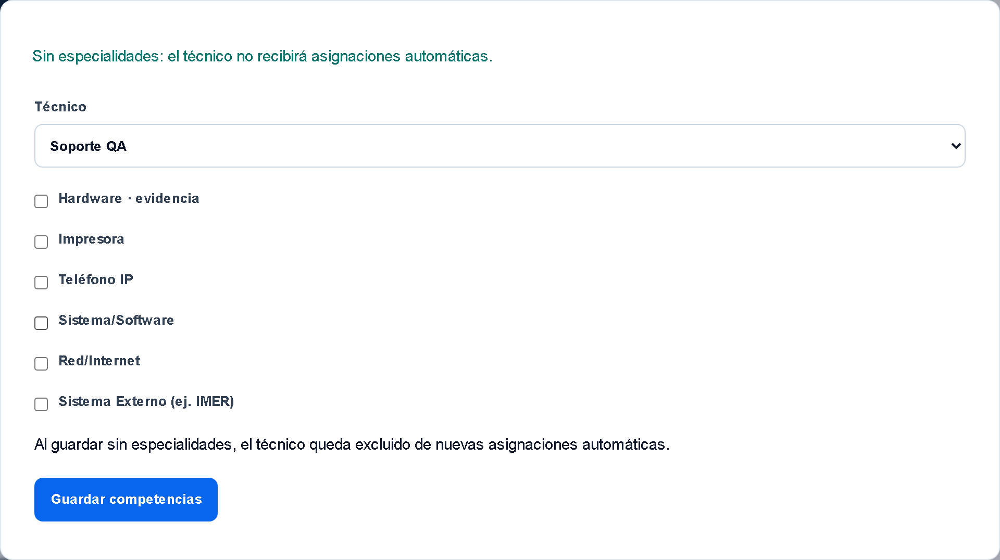 Sin especialidades: el técnico no recibirá asignaciones automáticas.
Técnico
Soporte QA
Hardware · evidencia
Impresora
Teléfono IP
Sistema/Software
Red/Internet
Sistema Externo (ej. IMER)
Al guardar sin especialidades, el técnico queda excluido de nuevas asignaciones automáticas.
Guardar competencias